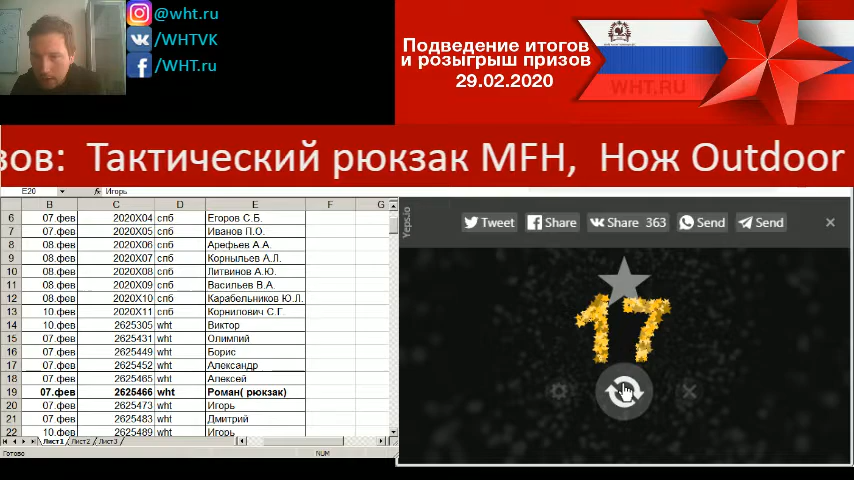 @wht.ru
/WHTVK
/WHT.ru
Подведение итогов
и розыгрыш призов
29.02.2020
WHT.RU
зов: Тактический рюкзак MFH, Нож Outdoor
E20 fx Игорь
B C D E F G
6 07.фев 2020X04 спб Егоров С.Б.
7 07.фев 2020X05 спб Иванов П.О.
8 08 фев 2020X06 спб Арефьев А.А.
9 08.фев 2020X07 спб Корныльев А.Л.
10 08.фев 2020X08 спб Литвинов А.Ю.
11 08.фев 2020X09 спб Васильев В.А.
12 08.фев 2020X10 спб Карабельников Ю.Л.
13 10.фев 2020X11 спб Корнилович С.Г.
14 10.фев 2625305 wht Виктор
15 07.фев 2625431 wht Олимпий
16 07.фев 2625449 wht Борис
17 07.фев 2625452 wht Александр
18 07.фев 2625465 wht Алексей
19 07.фев 2625466 wht Роман( рюкзак)
20 07.фев 2625473 wht Игорь
21 07.фев 2625483 wht Дмитрий
22 10.фев 2625489 wht Игорь
Лист1 Лист2 Лист3
Готово NUM
Yeps.io
Tweet Share Share 363 Send Send
17